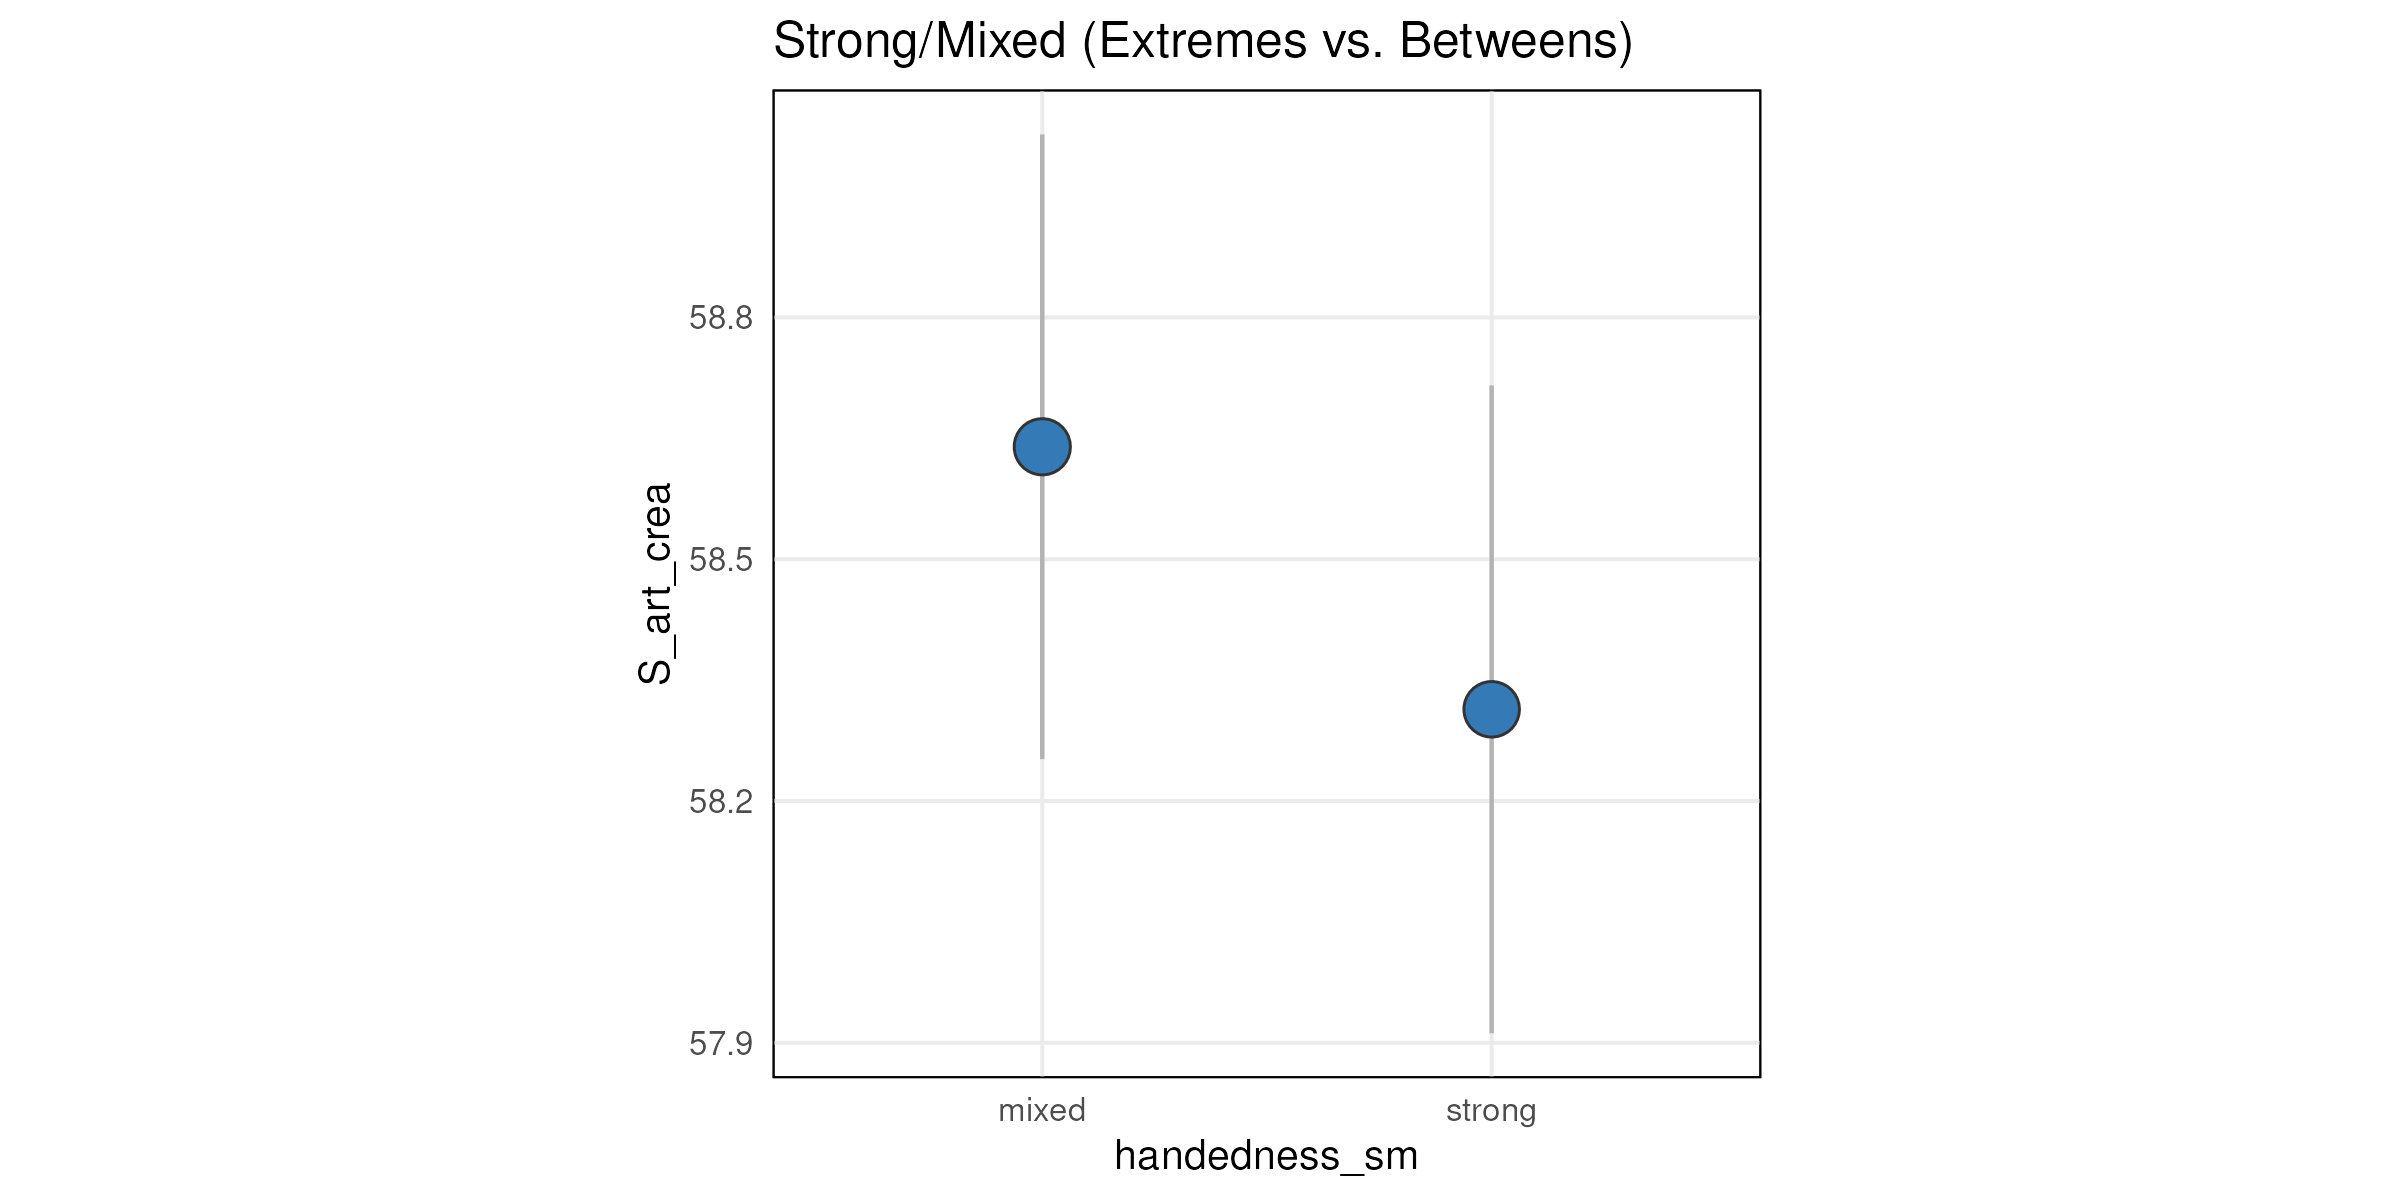 Strong/Mixed (Extremes vs. Betweens)
S_art_crea
58.8
58.5
58.2
57.9
mixed
strong
handedness_sm